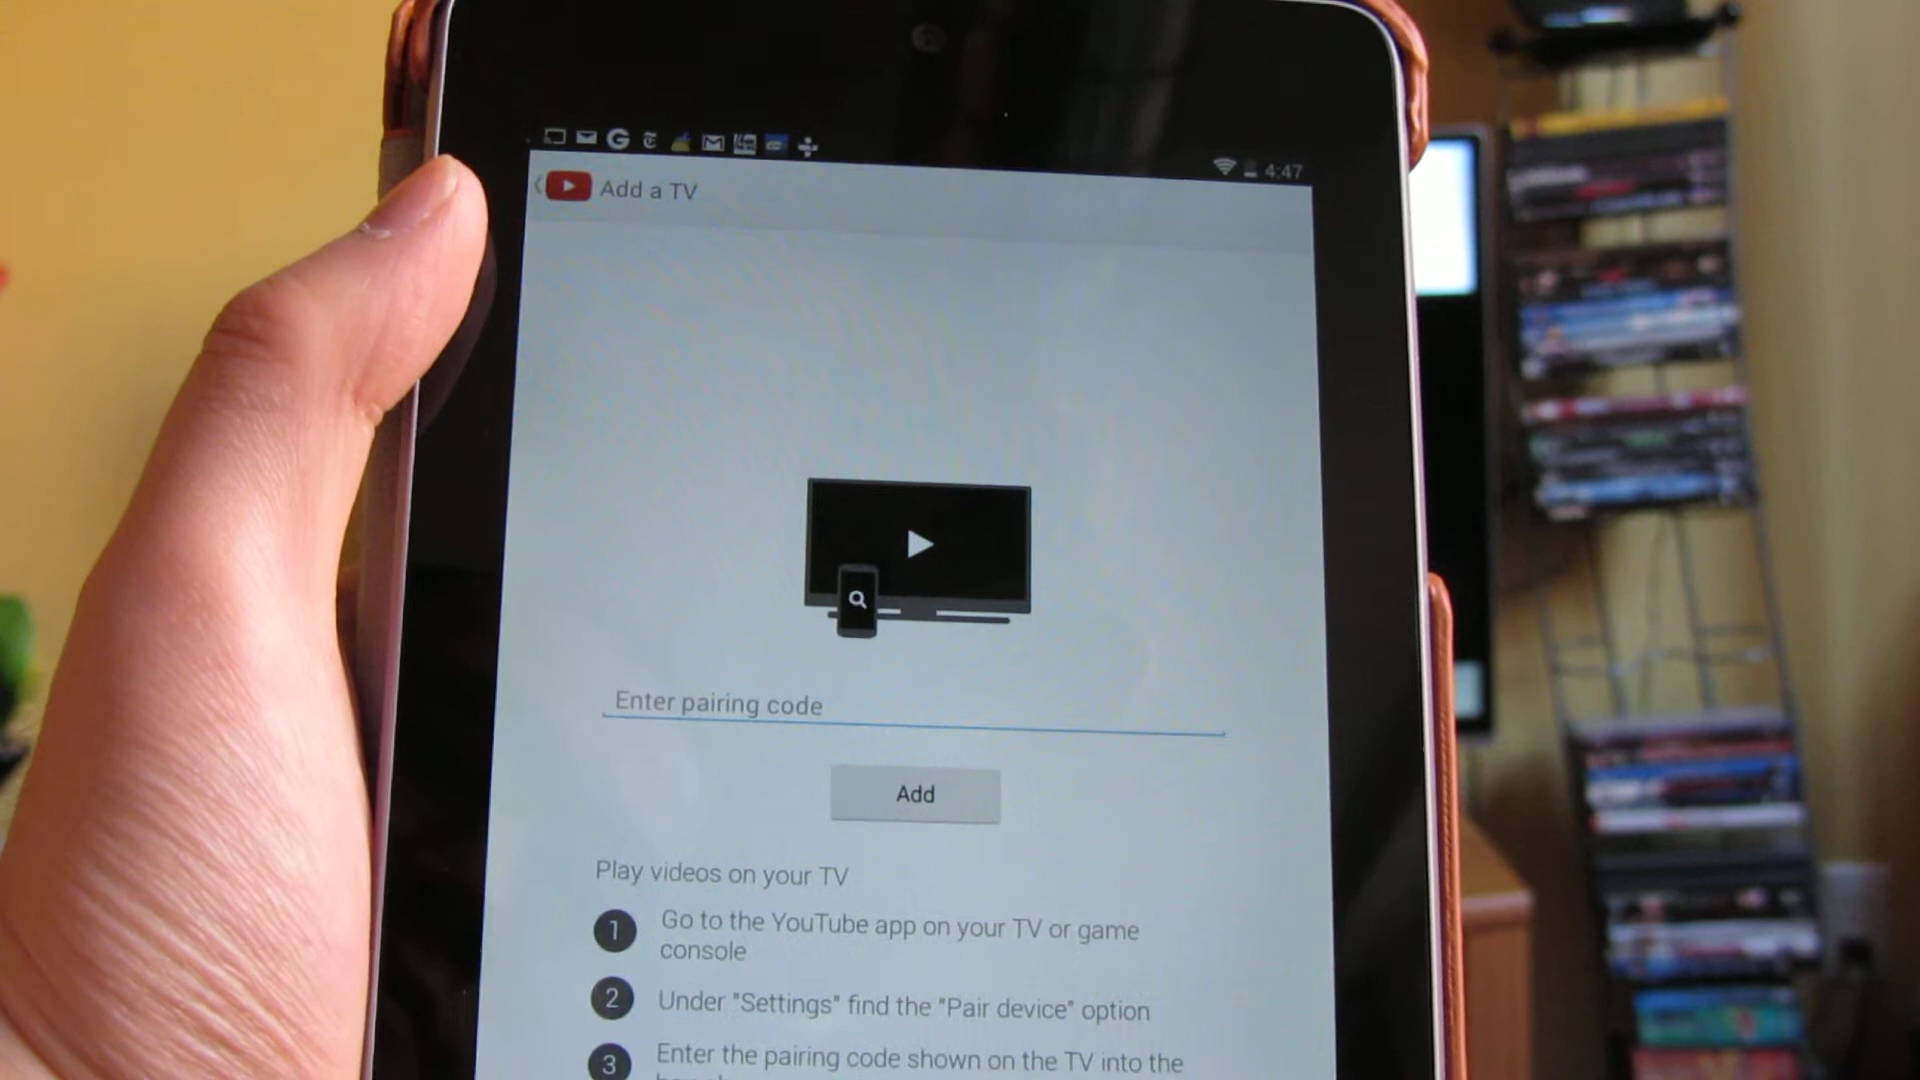 4:47
Add a TV
Enter pairing code
Add
Play videos on your TV
1 Go to the YouTube app on your TV or game
console
2 Under "Settings" find the "Pair device" option
3 Enter the pairing code shown on the TV into the